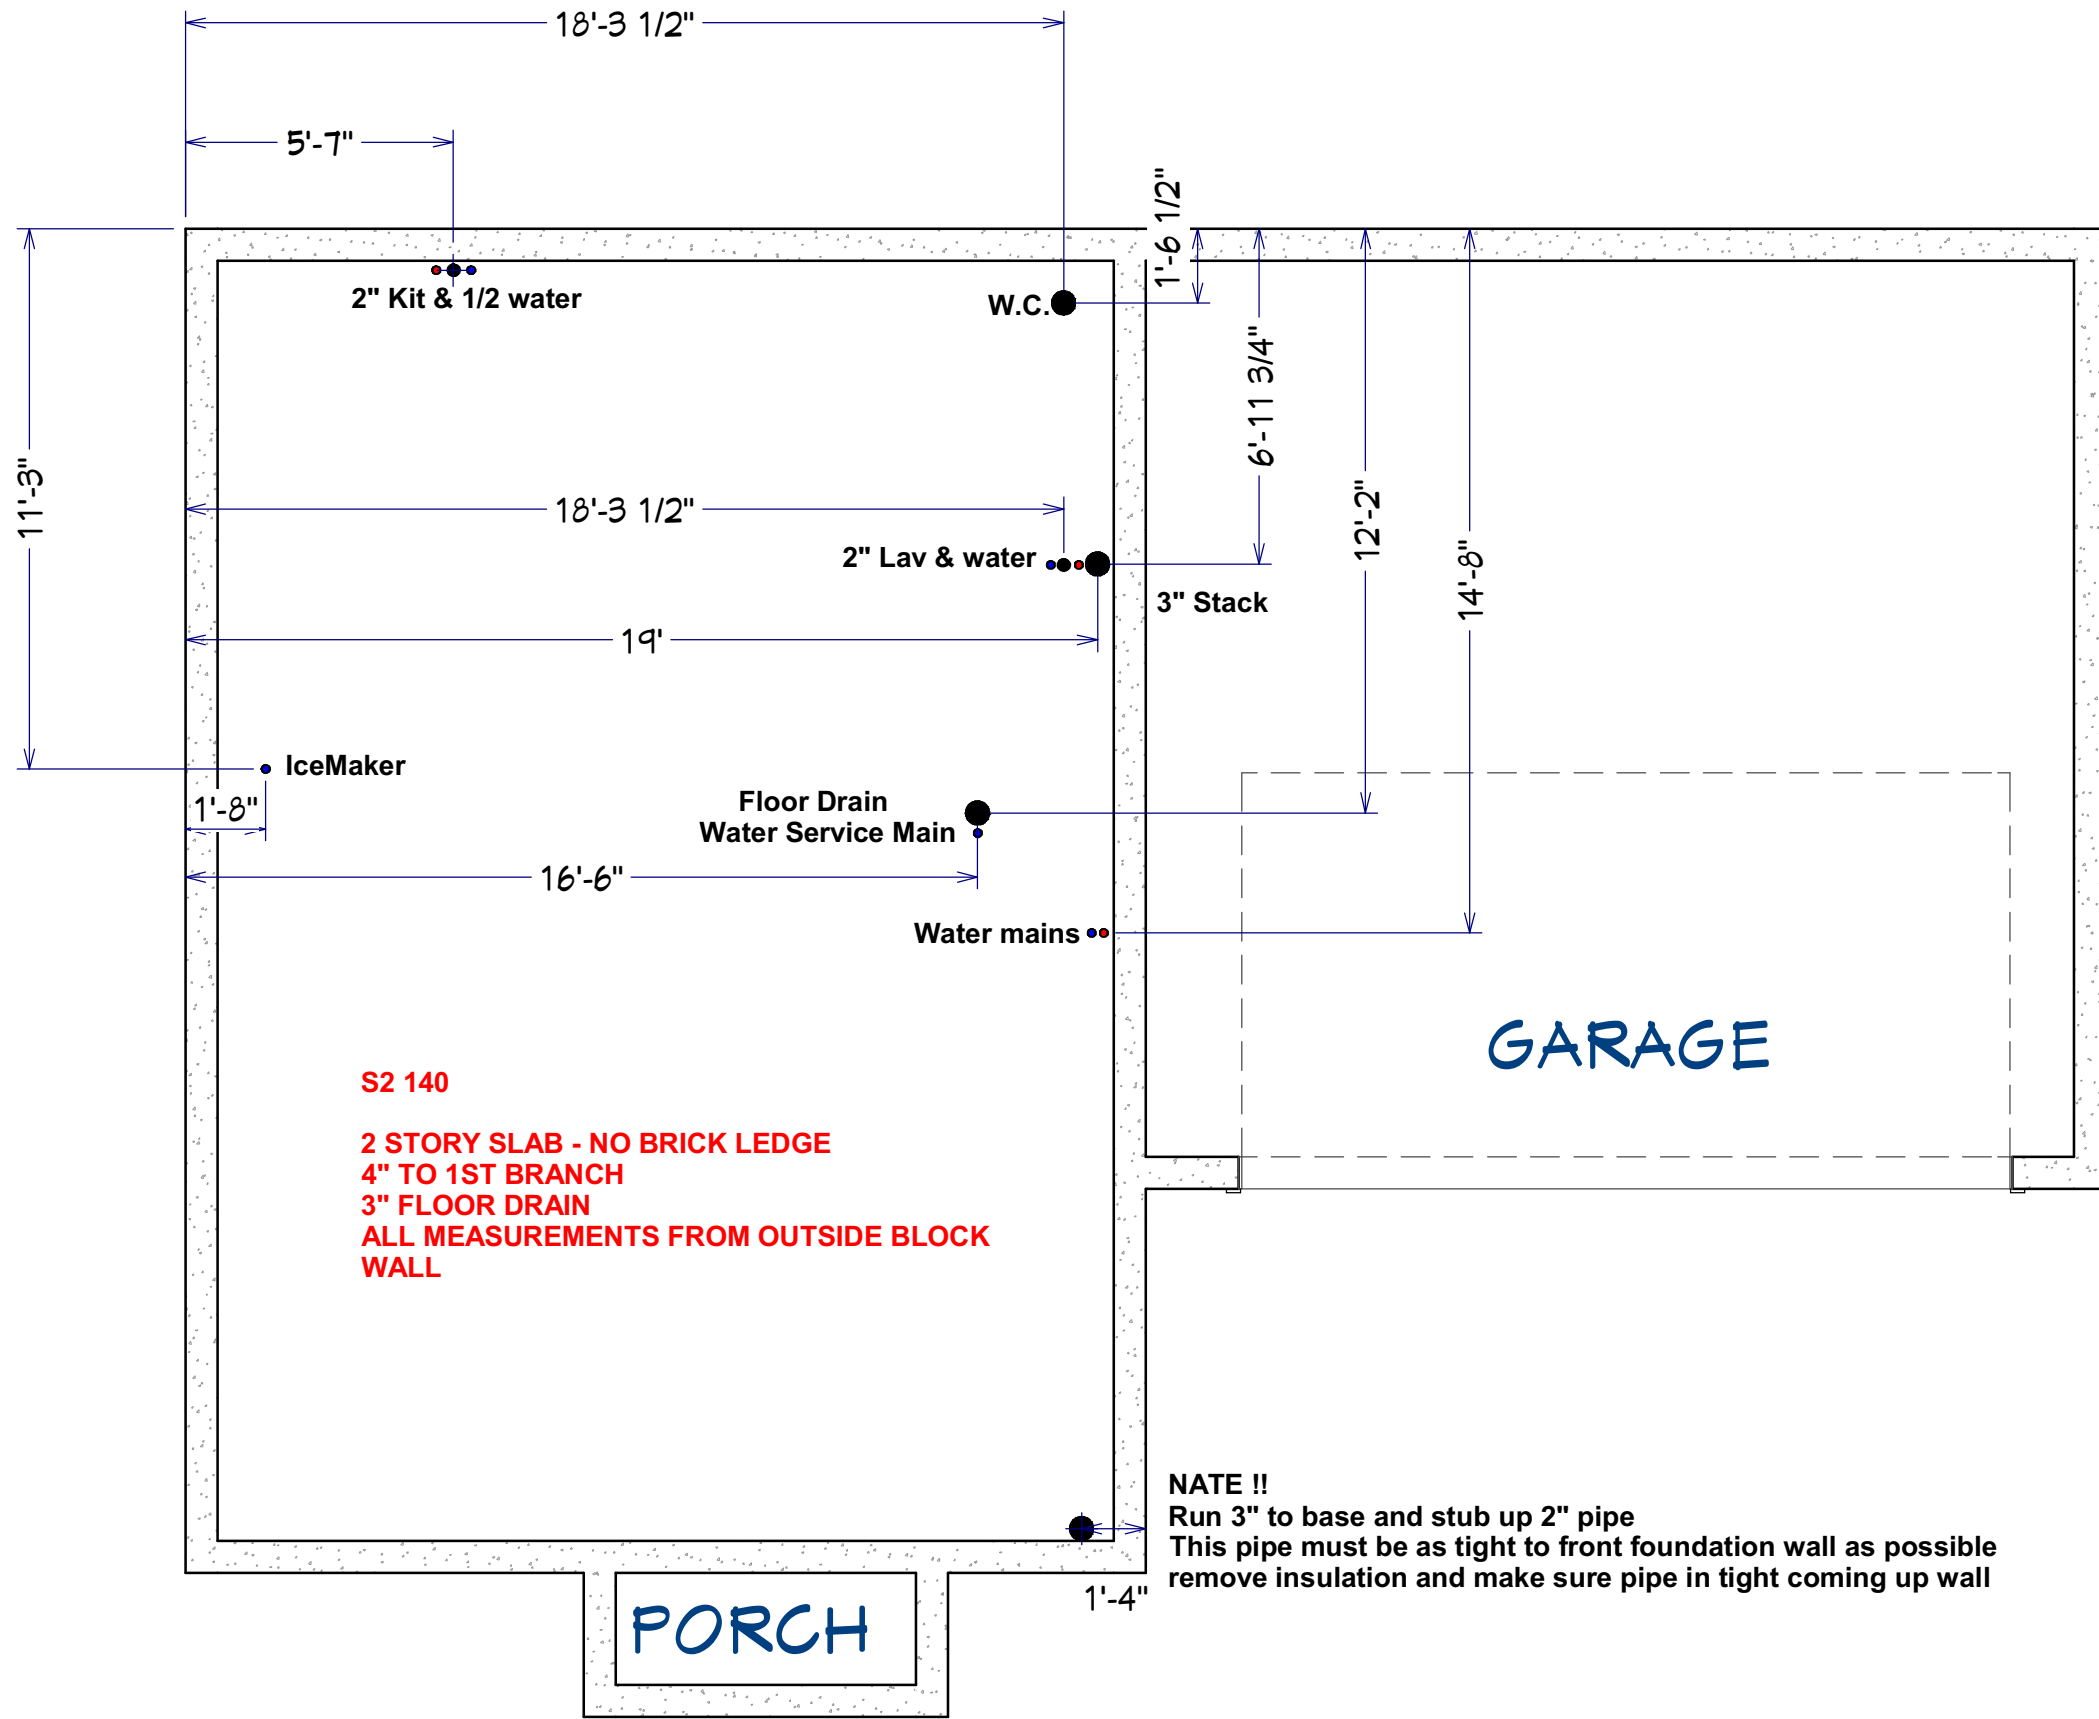 18'-3 1/2"
5'-7"
1'-6 1/2"
2" Kit & 1/2 water
W.C.
6'-11 3/4"
11'-3"
18'-3 1/2"
12'-2"
2" Lav & water
14'-8"
3" Stack
19'
IceMaker
1'-8"
Floor Drain
Water Service Main
16'-6"
Water mains
GARAGE
S2 140
2 STORY SLAB - NO BRICK LEDGE
4" TO 1ST BRANCH
3" FLOOR DRAIN
ALL MEASUREMENTS FROM OUTSIDE BLOCK
WALL
NATE !!
Run 3" to base and stub up 2" pipe
This pipe must be as tight to front foundation wall as possible
remove insulation and make sure pipe in tight coming up wall
1'-4"
PORCH